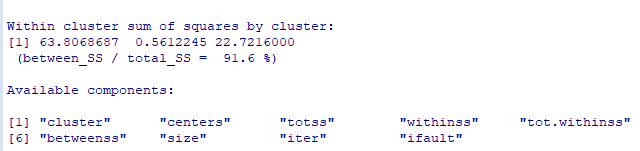 Within cluster sum of squares by cluster:
[1] 63.8068687  0.5612245 22.7216000
 (between_SS / total_SS =  91.6 %)
Available components:
[1] "cluster"      "centers"      "totss"        "withinss"     "tot.withinss"
[6] "betweenss"    "size"         "iter"         "ifault"